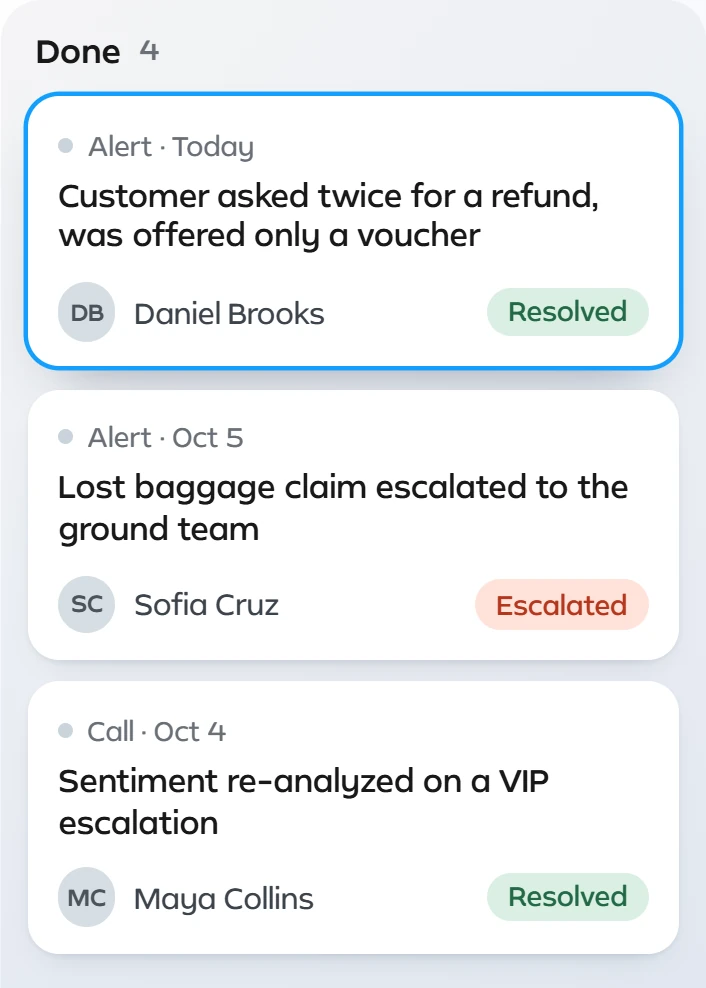 Done 4
Alert · Today
Customer asked twice for a refund,
was offered only a voucher
DB Daniel Brooks Resolved
Alert · Oct 5
Lost baggage claim escalated to the
ground team
SC Sofia Cruz Escalated
Call · Oct 4
Sentiment re-analyzed on a VIP
escalation
MC Maya Collins Resolved